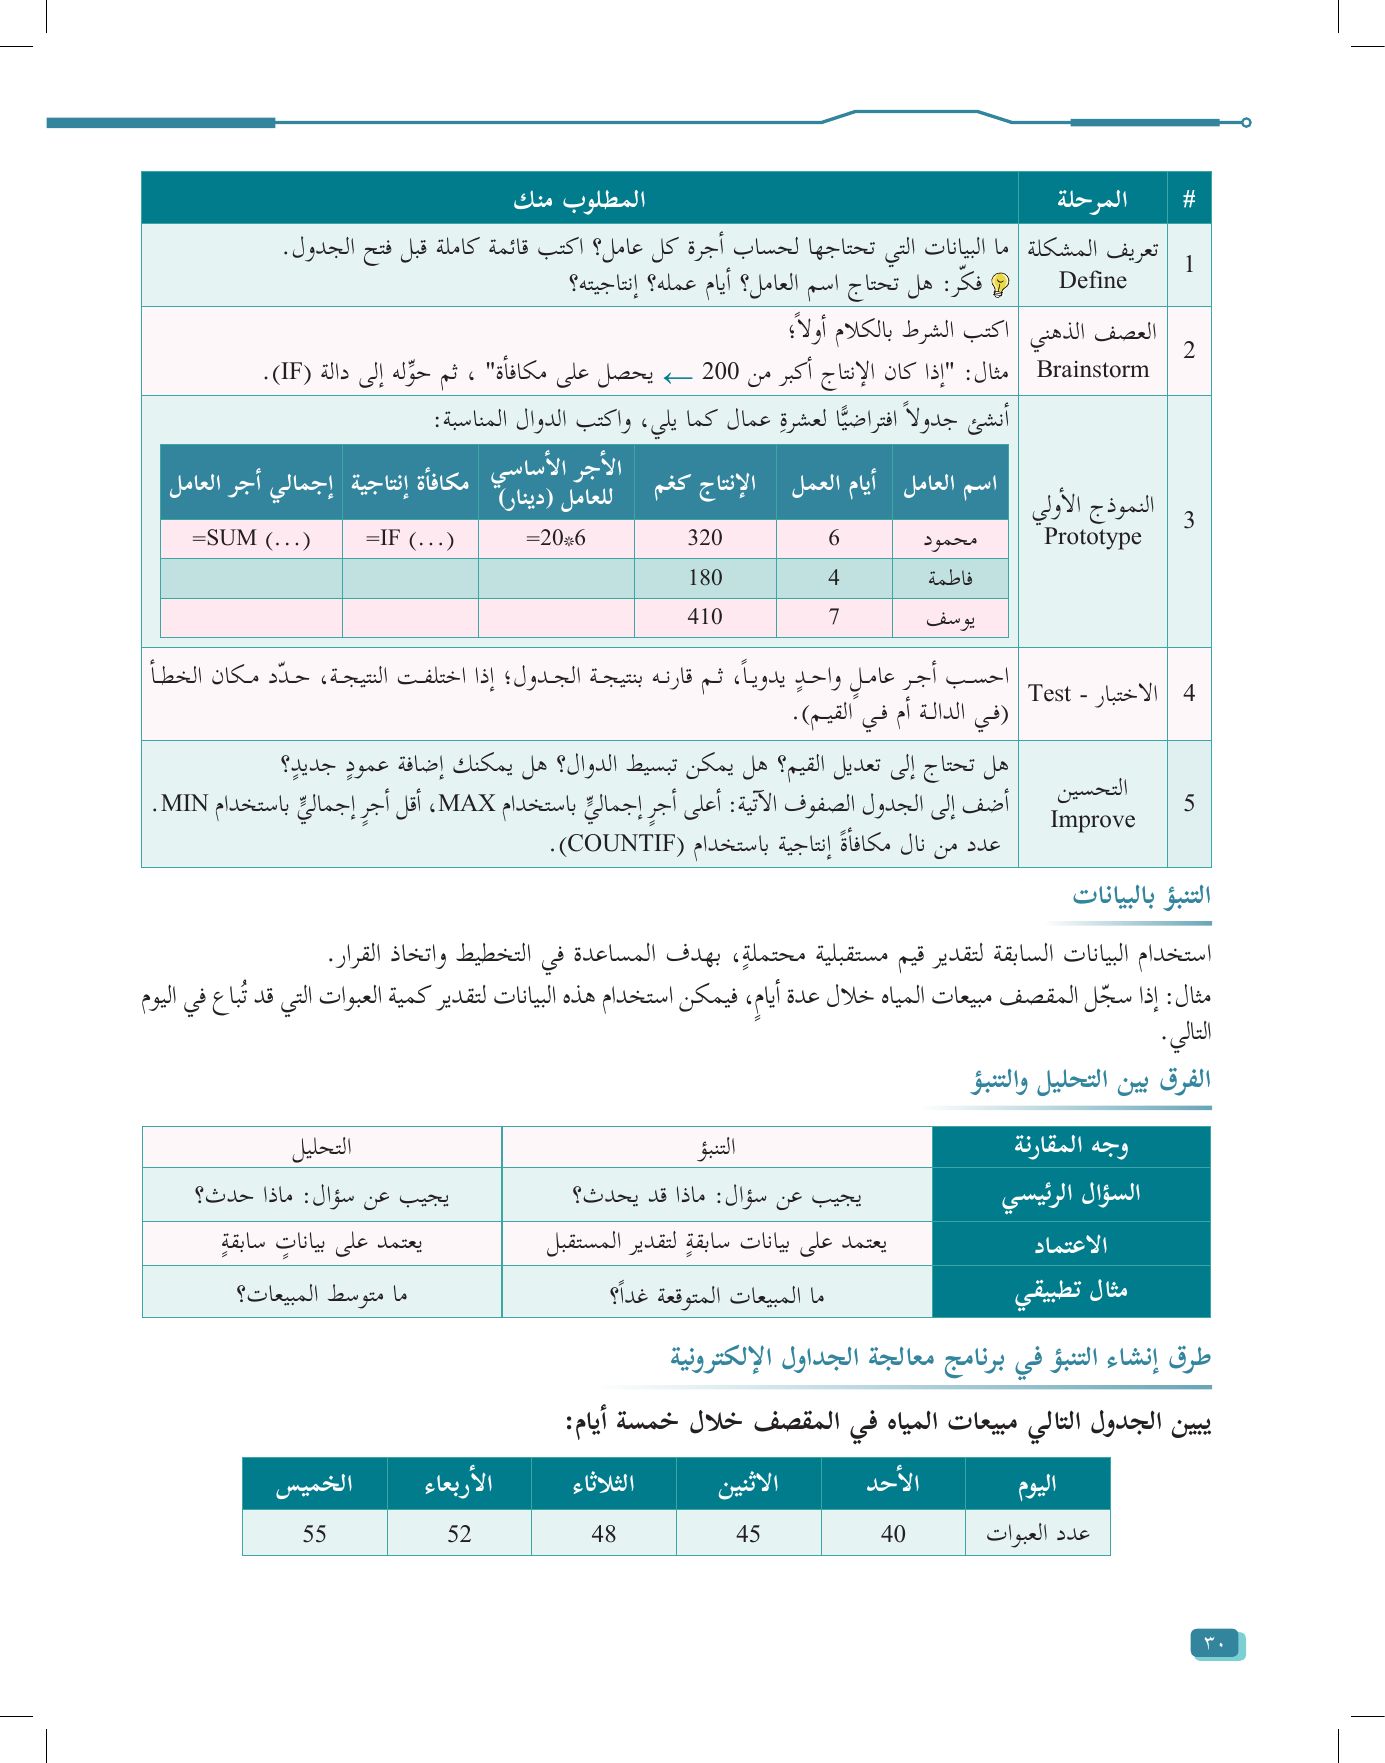 # المرحلة المطلوب منك
1 تعريف المشكلة Define
ما البيانات التي تحتاجها لحساب أجرة كل عامل؟ اكتب قائمة كاملة قبل فتح الجدول.
فكّر: هل تحتاج اسم العامل؟ أيام عمله؟ إنتاجيته؟
2 العصف الذهني Brainstorm
اكتب الشرط بالكلام أولاً؛
مثال: "إذا كان الإنتاج أكبر من 200 ← يحصل على مكافأة" ، ثم حوِّله إلى دالة (IF).
3 النموذج الأولي Prototype
أنشئ جدولاً افتراضيًّا لعشرةِ عمال كما يلي، واكتب الدوال المناسبة:
اسم العامل أيام العمل الإنتاج كغم الأجر الأساسي للعامل (دينار) مكافأة إنتاجية إجمالي أجر العامل
محمود 6 320 =20*6 =IF (...) =SUM (...)
فاطمة 4 180
يوسف 7 410
4 الاختبار - Test
احسب أجر عاملٍ واحدٍ يدوياً، ثم قارنه بنتيجة الجدول؛ إذا اختلفت النتيجة، حدّد مكان الخطأ
(في الدالة أم في القيم).
5 التحسين Improve
هل تحتاج إلى تعديل القيم؟ هل يمكن تبسيط الدوال؟ هل يمكنك إضافة عمودٍ جديدٍ؟
أضف إلى الجدول الصفوف الآتية: أعلى أجرٍ إجماليٍّ باستخدام MAX، أقل أجرٍ إجماليٍّ باستخدام MIN.
عدد من نال مكافأةً إنتاجية باستخدام (COUNTIF).
التنبؤ بالبيانات
استخدام البيانات السابقة لتقدير قيم مستقبلية محتملةٍ، بهدف المساعدة في التخطيط واتخاذ القرار.
مثال: إذا سجّل المقصف مبيعات المياه خلال عدة أيامٍ، فيمكن استخدام هذه البيانات لتقدير كمية العبوات التي قد تُباع في اليوم
التالي.
الفرق بين التحليل والتنبؤ
وجه المقارنة التنبؤ التحليل
السؤال الرئيسي يجيب عن سؤال: ماذا قد يحدث؟ يجيب عن سؤال: ماذا حدث؟
الاعتماد يعتمد على بيانات سابقةٍ لتقدير المستقبل يعتمد على بياناتٍ سابقةٍ
مثال تطبيقي ما المبيعات المتوقعة غداً؟ ما متوسط المبيعات؟
طرق إنشاء التنبؤ في برنامج معالجة الجداول الإلكترونية
يبين الجدول التالي مبيعات المياه في المقصف خلال خمسة أيام:
اليوم الأحد الاثنين الثلاثاء الأربعاء الخميس
عدد العبوات 40 45 48 52 55
٣٠